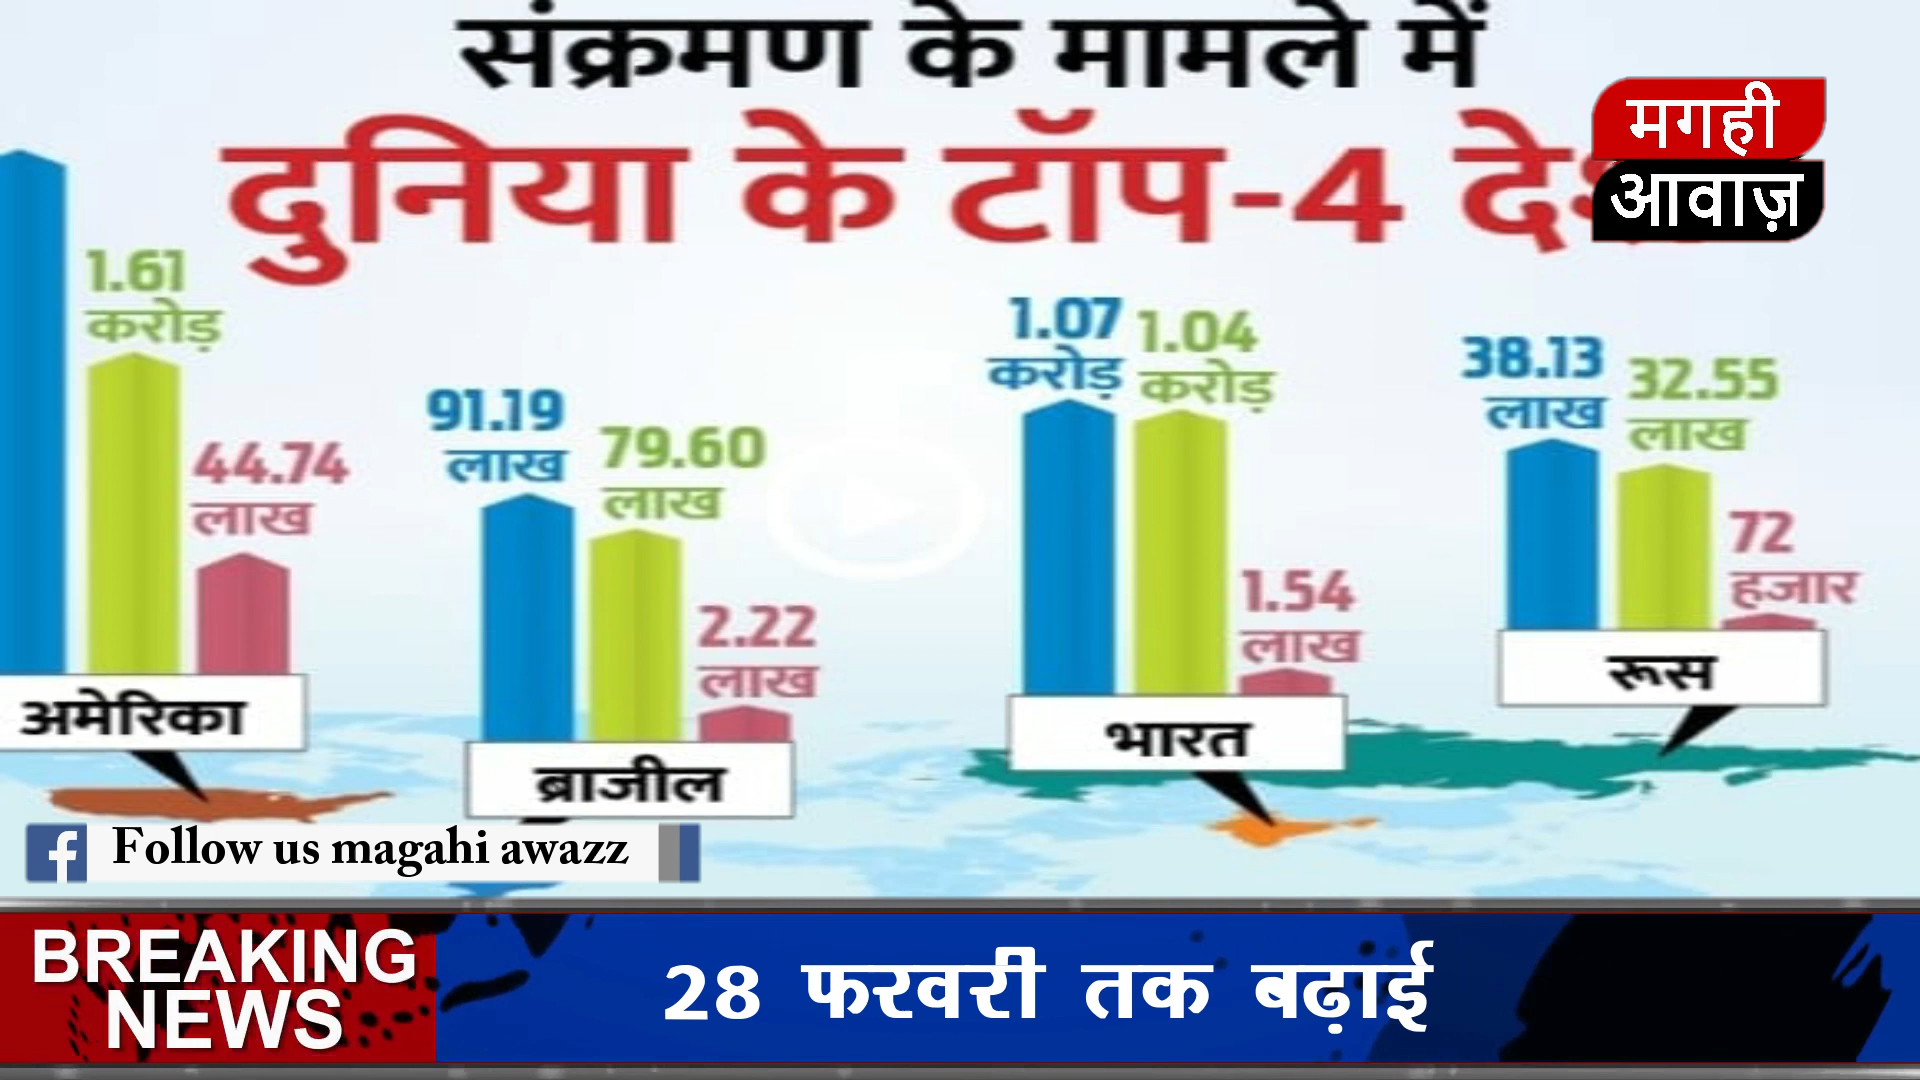 संक्रमण के मामले में
दुनिया के टॉप-4
मगही
आवाज़
1.61
करोड़
44.74
लाख
अमेरिका
91.19
लाख
79.60
लाख
2.22
लाख
ब्राजील
1.07
करोड़
1.04
करोड़
1.54
लाख
भारत
38.13
लाख
32.55
लाख
72
हजार
रूस
Follow us magahi awazz
BREAKING
NEWS
28 फरवरी तक बढ़ाई